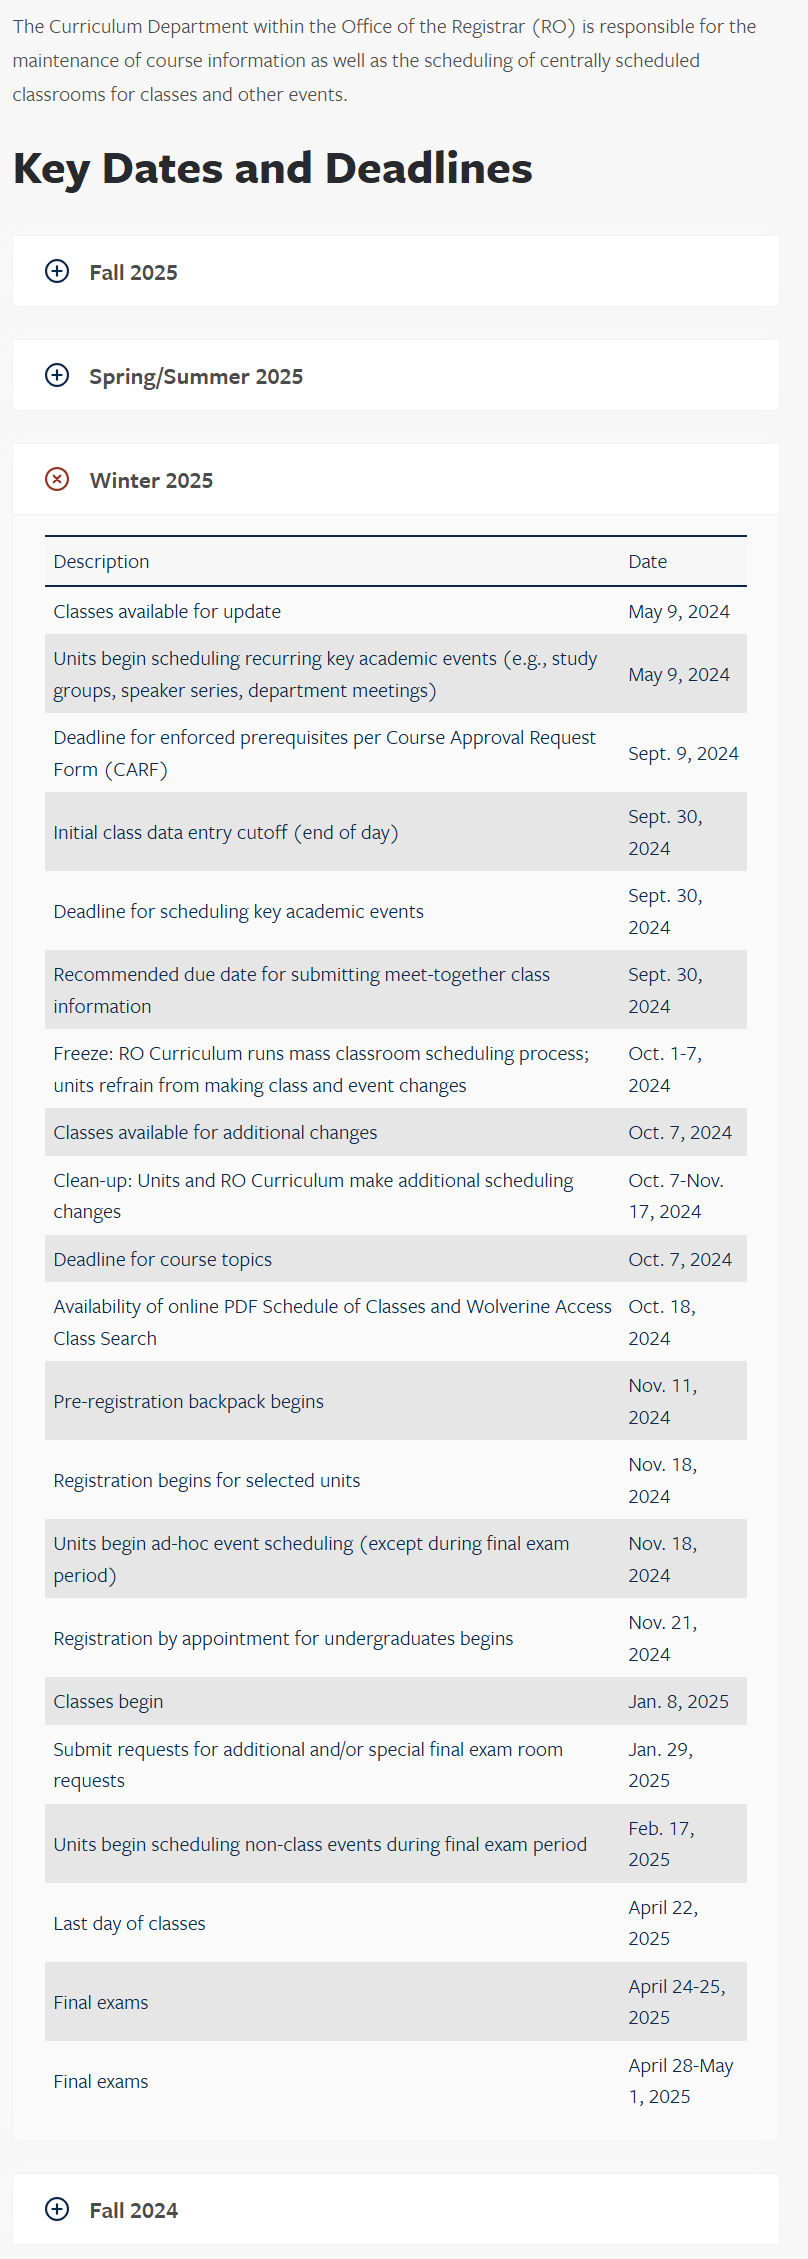 The Curriculum Department within the Office of the Registrar (RO) is responsible for the
maintenance of course information as well as the scheduling of centrally scheduled
classrooms for classes and other events.
Key Dates and Deadlines
Fall 2025
Spring/Summer 2025
Winter 2025
Description Date
Classes available for update May 9, 2024
Units begin scheduling recurring key academic events (e.g., study
groups, speaker series, department meetings)
May 9, 2024
Deadline for enforced prerequisites per Course Approval Request
Form (CARF)
Sept. 9, 2024
Initial class data entry cutoff (end of day)
Sept. 30,
2024
Deadline for scheduling key academic events
Sept. 30,
2024
Recommended due date for submitting meet-together class
information
Sept. 30,
2024
Freeze: RO Curriculum runs mass classroom scheduling process;
units refrain from making class and event changes
Oct. 1-7,
2024
Classes available for additional changes Oct. 7, 2024
Clean-up: Units and RO Curriculum make additional scheduling
changes
Oct. 7-Nov.
17, 2024
Deadline for course topics Oct. 7, 2024
Availability of online PDF Schedule of Classes and Wolverine Access
Class Search
Oct. 18,
2024
Pre-registration backpack begins
Nov. 11,
2024
Registration begins for selected units
Nov. 18,
2024
Units begin ad-hoc event scheduling (except during final exam
period)
Nov. 18,
2024
Registration by appointment for undergraduates begins
Nov. 21,
2024
Classes begin Jan. 8, 2025
Submit requests for additional and/or special final exam room
requests
Jan. 29,
2025
Units begin scheduling non-class events during final exam period
Feb. 17,
2025
Last day of classes
April 22,
2025
Final exams
April 24-25,
2025
Final exams
April 28-May
1, 2025
Fall 2024